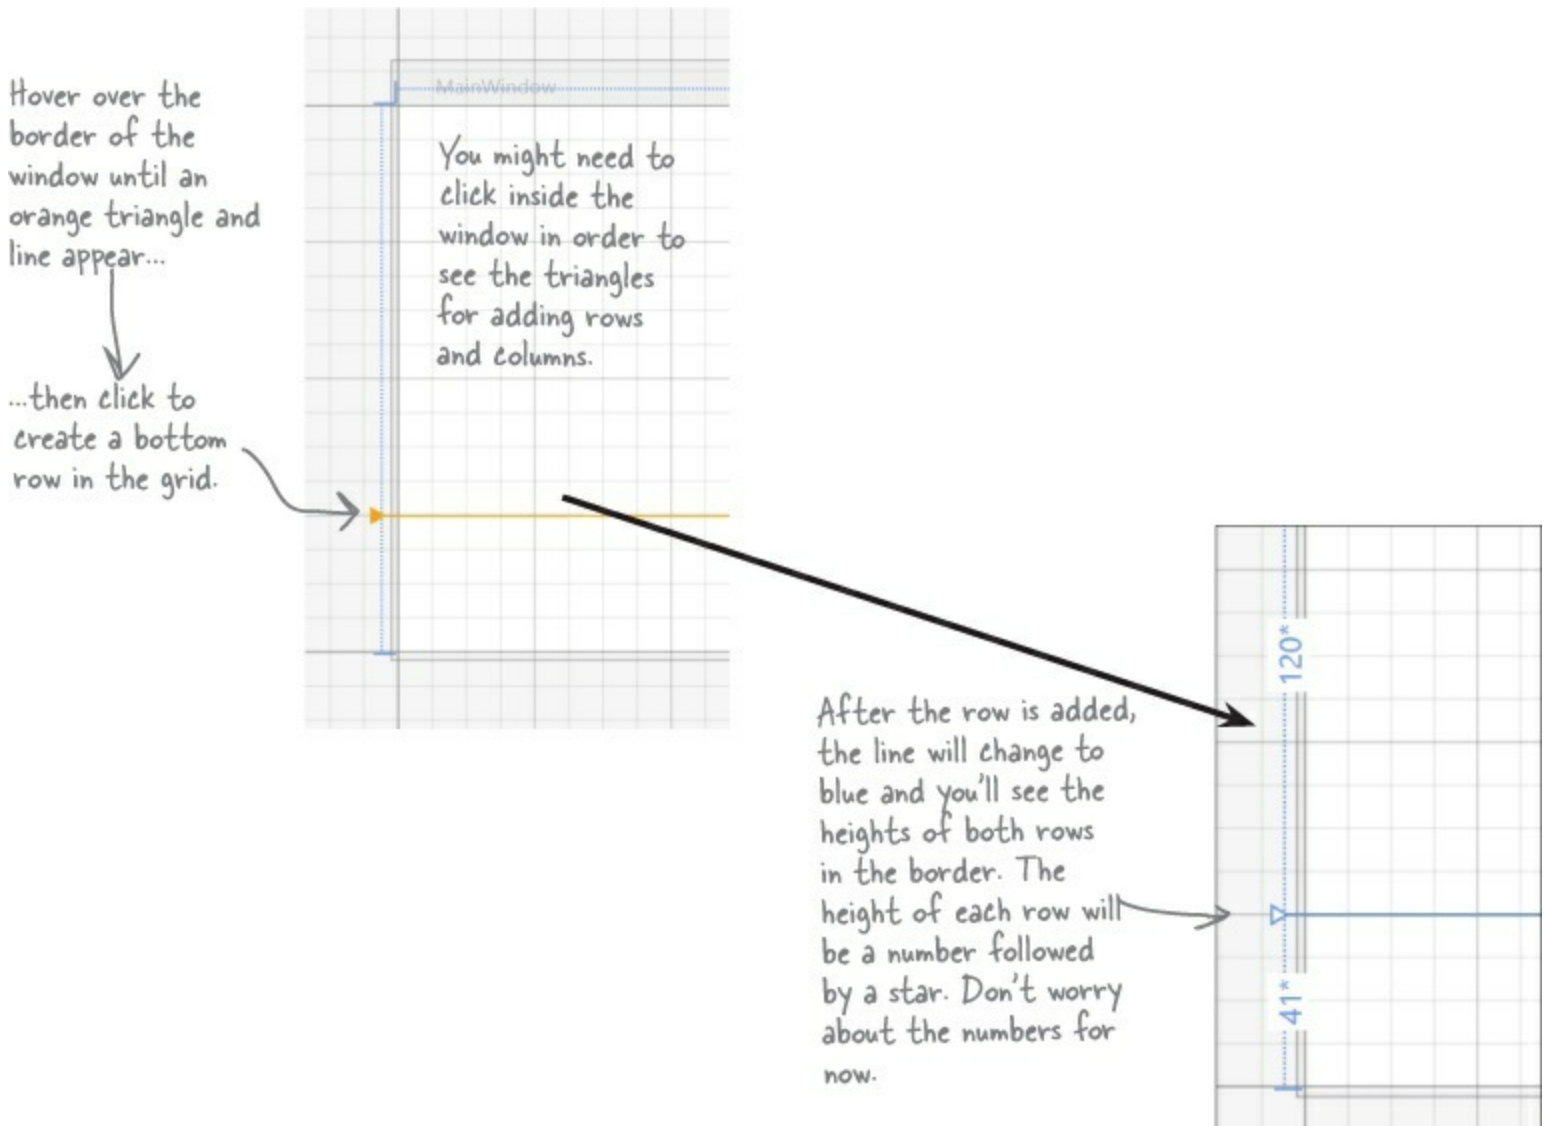 Hover over the
border of the
window until an
orange triangle and
line appear...
...then click to
create a bottom
row in the grid.
MainWindow
You might need to
click inside the
window in order to
see the triangles
for adding rows
and columns.
After the row is added,
the line will change to
blue and you'll see the
heights of both rows
in the border. The
height of each row will
be a number followed
by a star. Don't worry
about the numbers for
now.
120*
41*